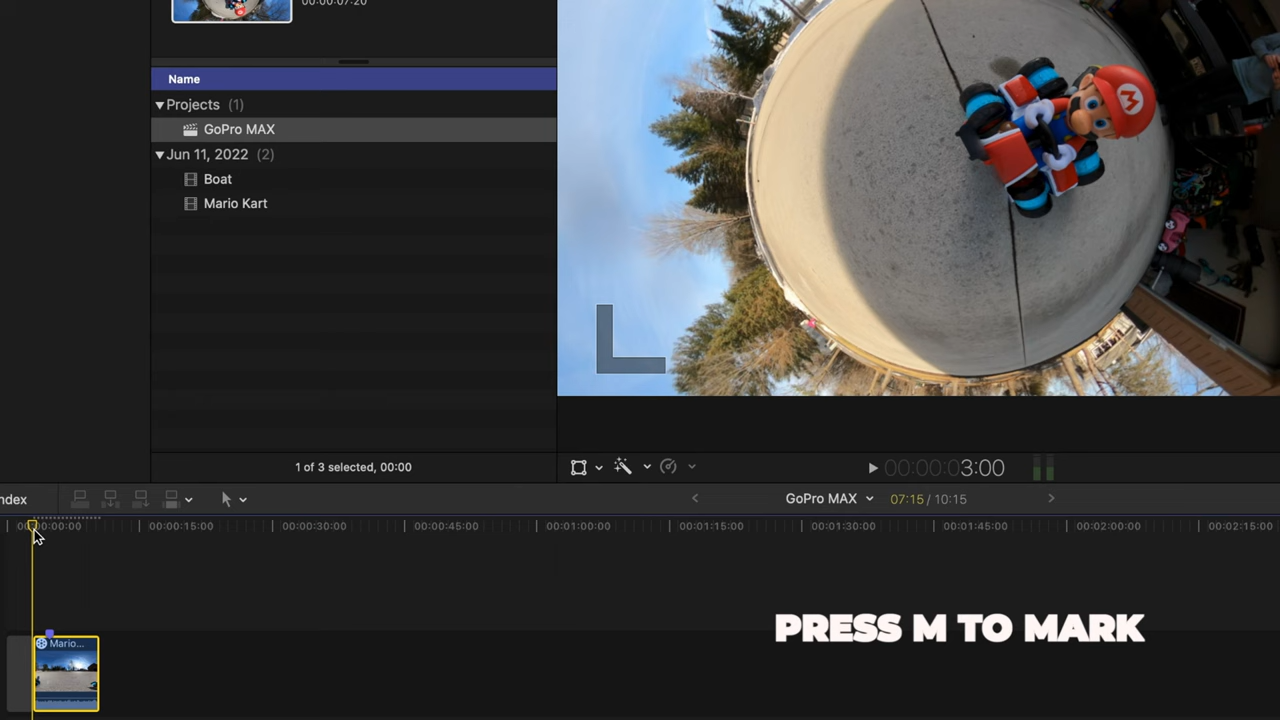 00:00:07:20
Name
Projects (1)
GoPro MAX
Jun 11, 2022 (2)
Boat
Mario Kart
M
1 of 3 selected, 00:00
00:00:00:03:00
ndex
GoPro MAX
07:15 / 10:15
00:00:00:00
00:00:15:00
00:00:30:00
00:00:45:00
00:01:00:00
00:01:15:00
00:01:30:00
00:01:45:00
00:02:00:00
00:02:15:00
PRESS M TO MARK
Mario...